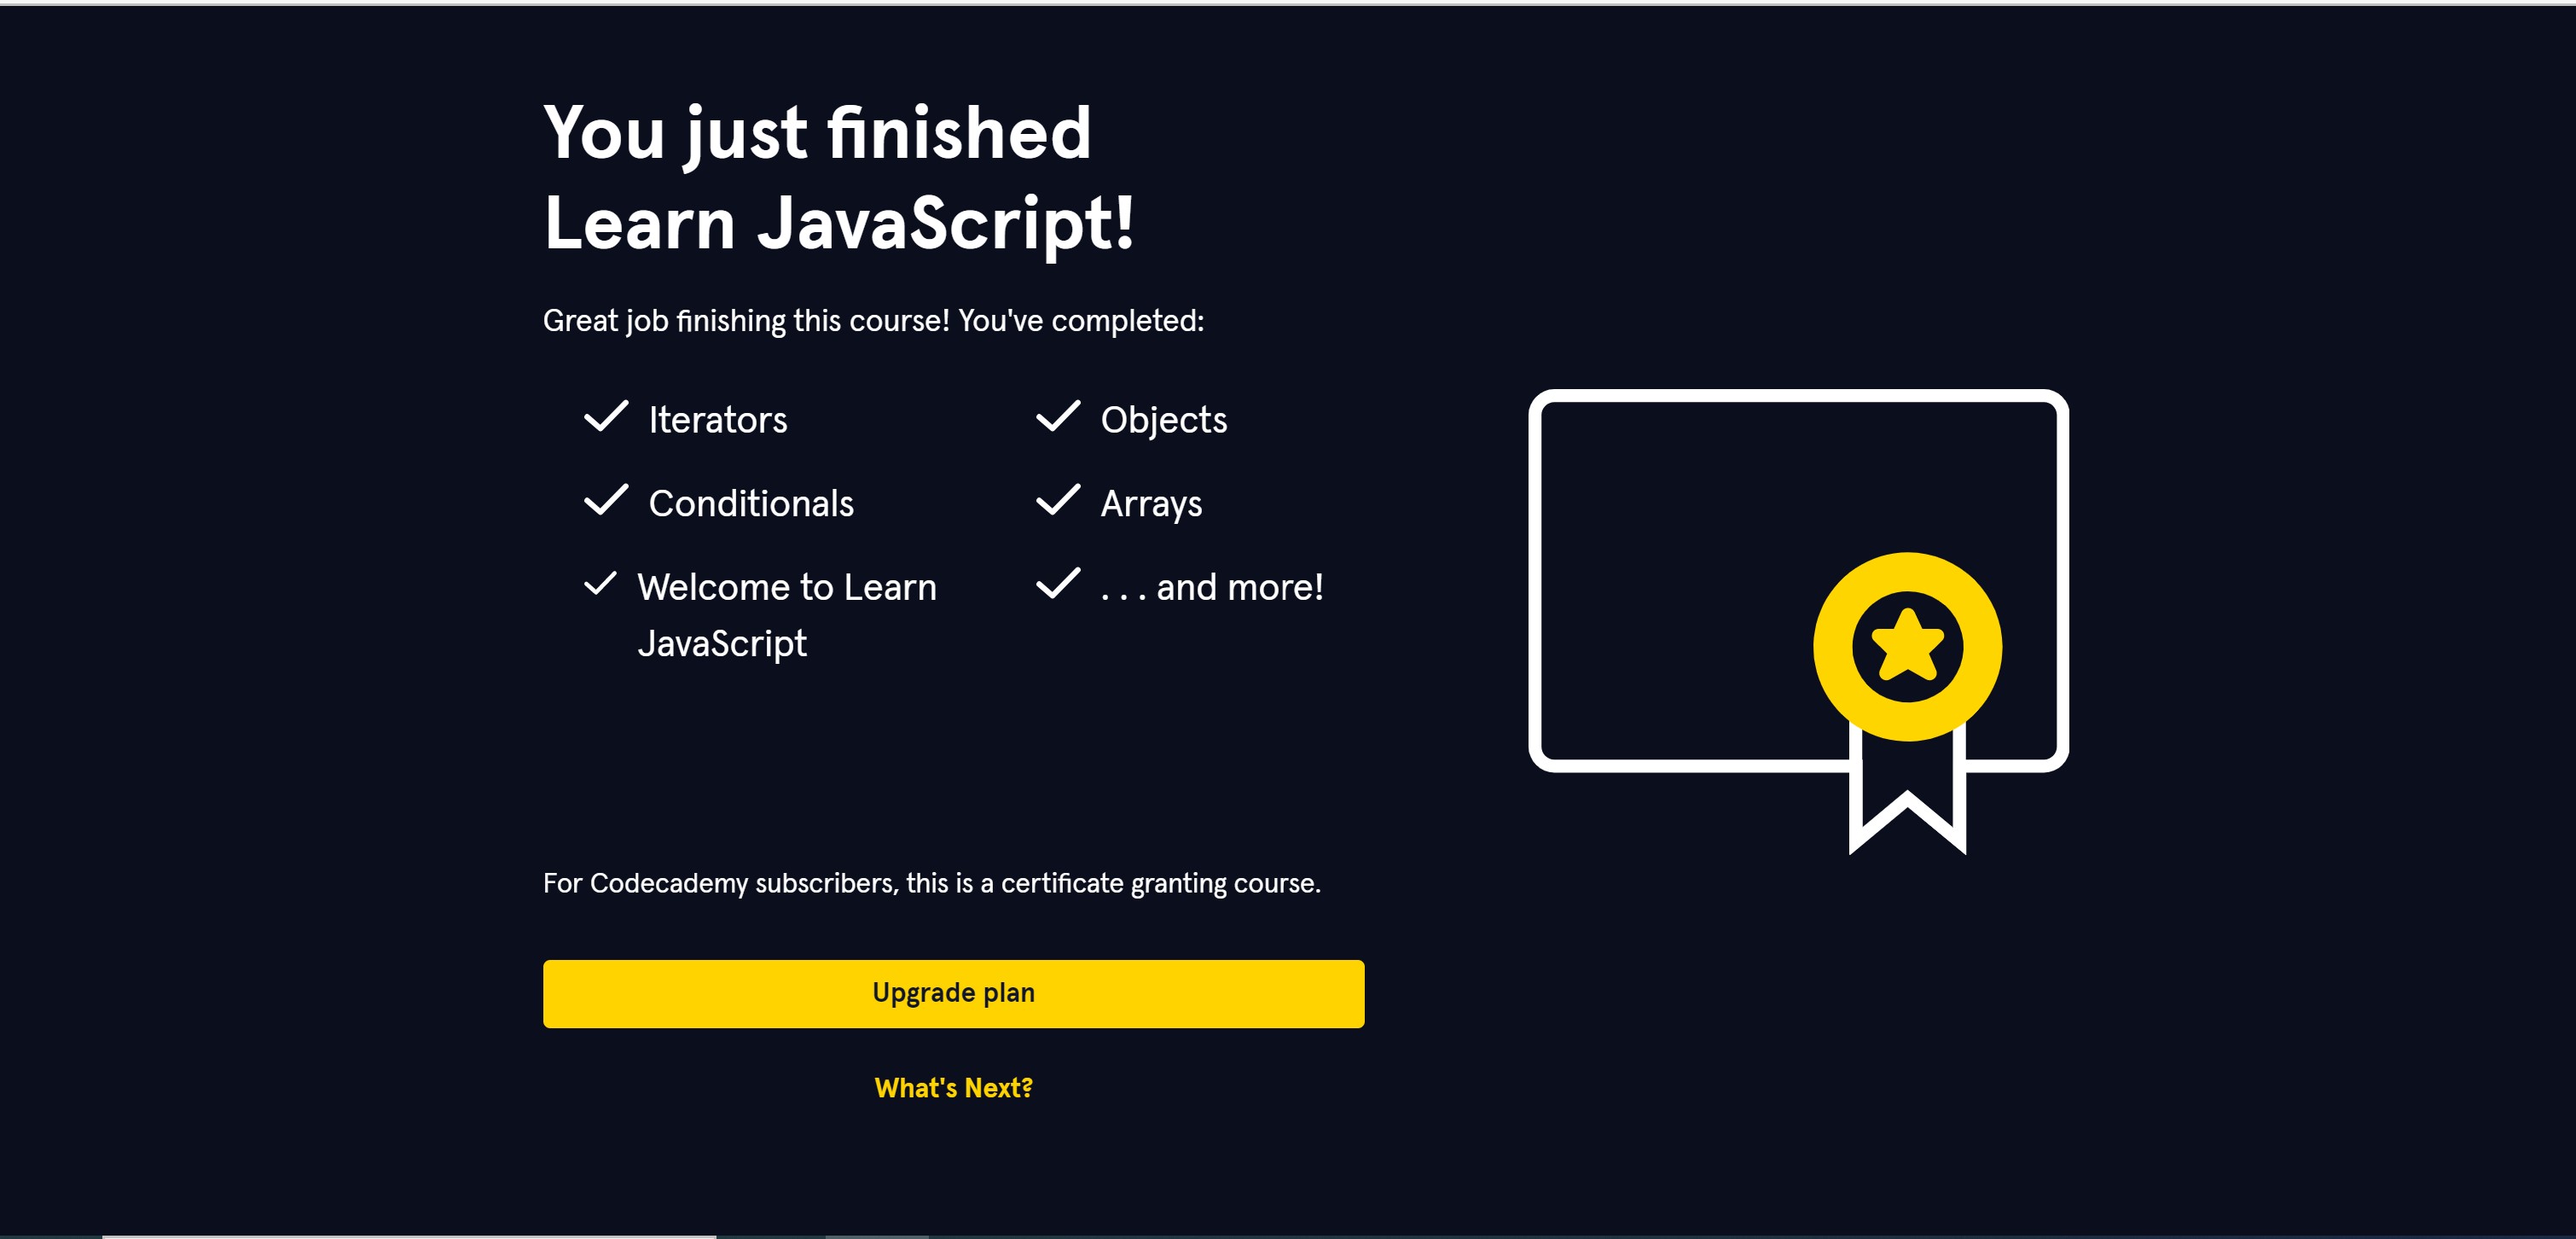 You just finished
Learn JavaScript!
Great job finishing this course! You've completed:
Iterators
Objects
Conditionals
Arrays
Welcome to Learn
JavaScript
. . . and more!
For Codecademy subscribers, this is a certificate granting course.
Upgrade plan
What's Next?